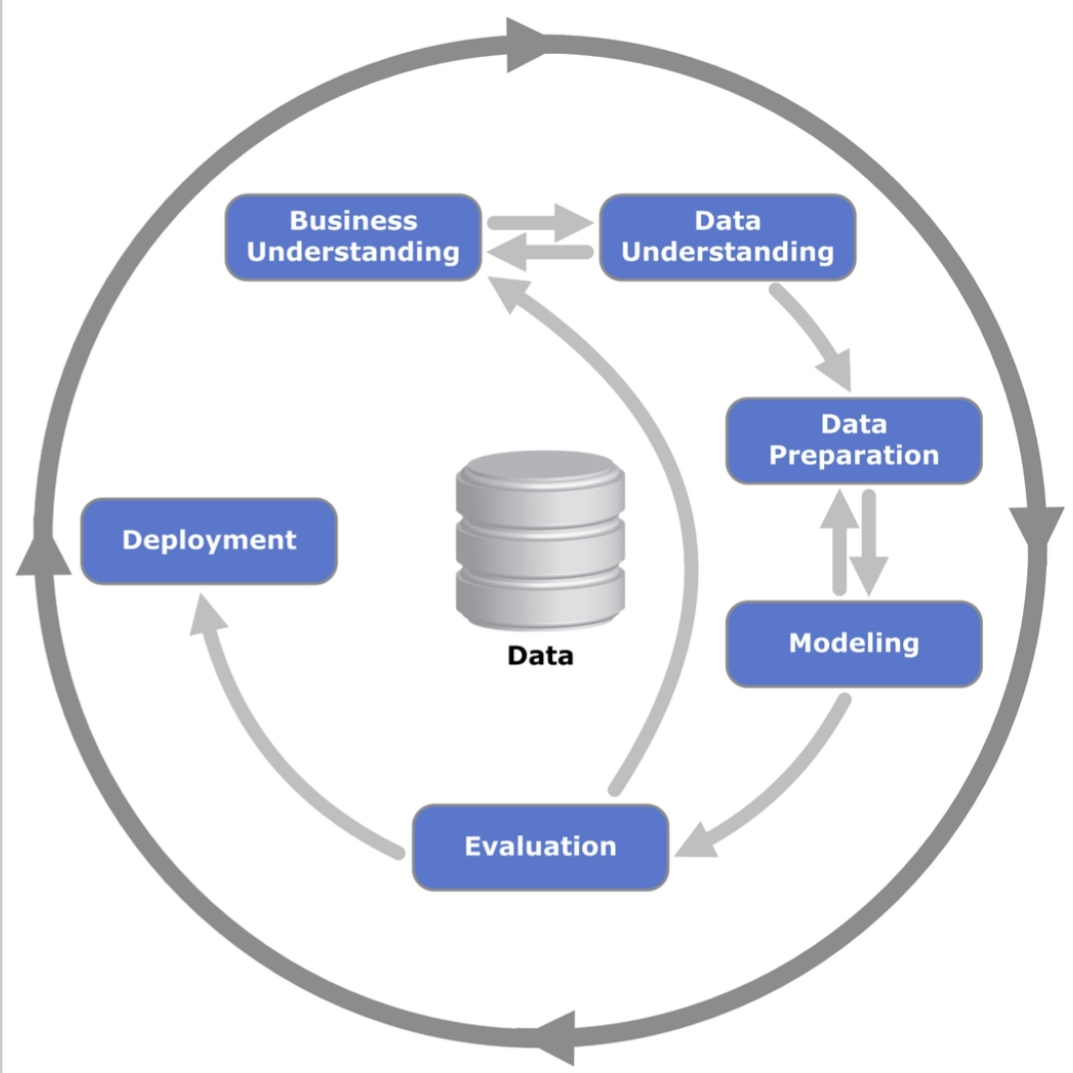 Business
Understanding
Data
Understanding
Data
Preparation
Deployment
Modeling
Data
Evaluation